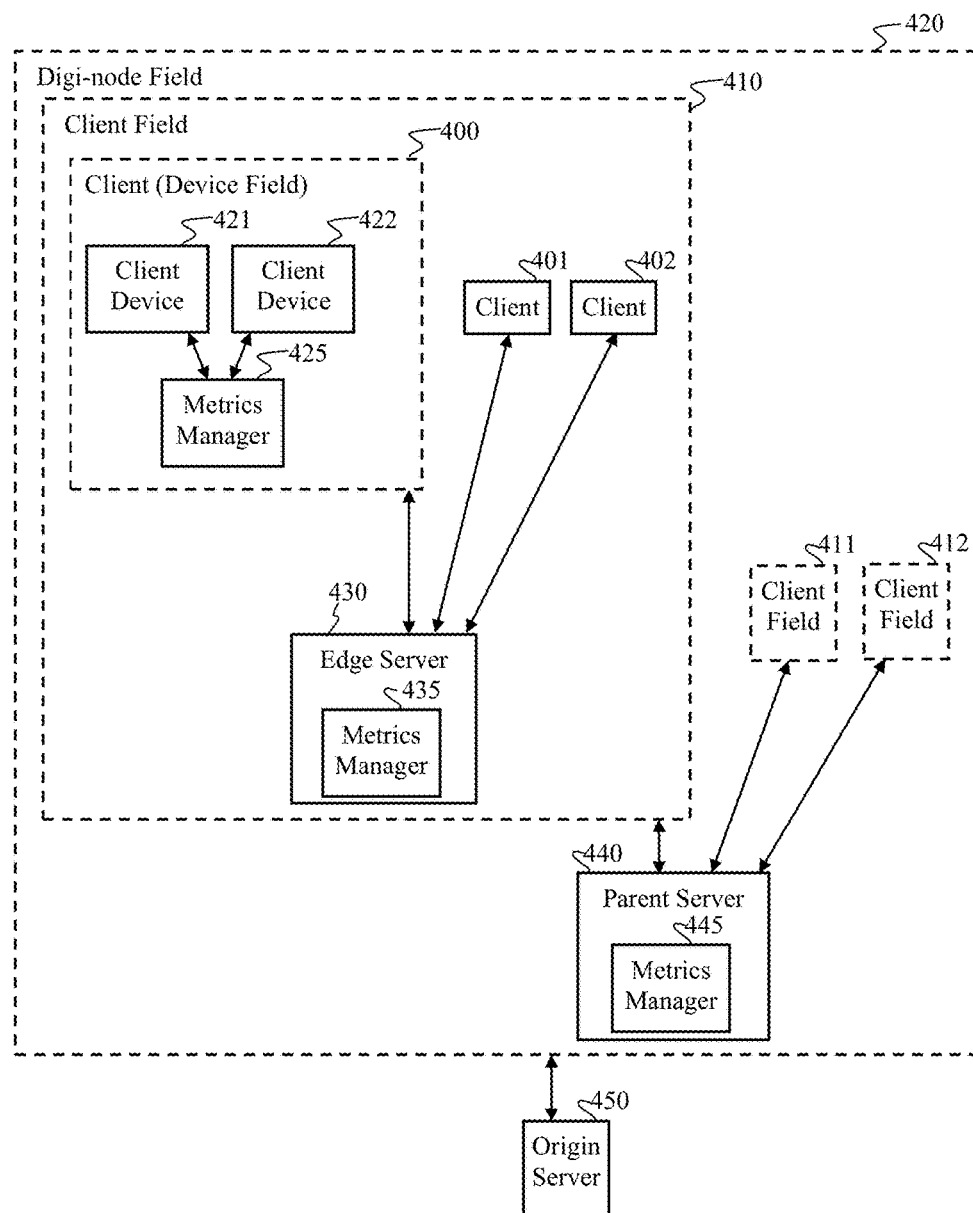 420
Digi-node Field
410
Client Field
400
Client (Device Field)
421
422
Client
Device
Client
Device
401
402
Client
Client
425
Metrics
Manager
411
412
Client
Field
Client
Field
430
Edge Server
435
Metrics
Manager
440
Parent Server
445
Metrics
Manager
450
Origin
Server